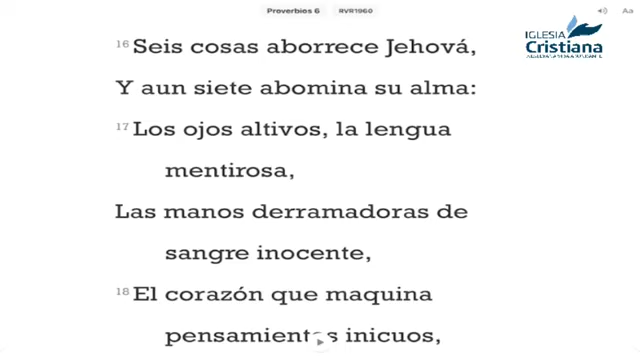 Proverbios 6 RVR1960
IGLESIA
Cristiana
16 Seis cosas aborrece Jehová,
Y aun siete abomina su alma:
17 Los ojos altivos, la lengua
mentirosa,
Las manos derramadoras de
sangre inocente,
18 El corazón que maquina
pensamientos inicuos,
Aa